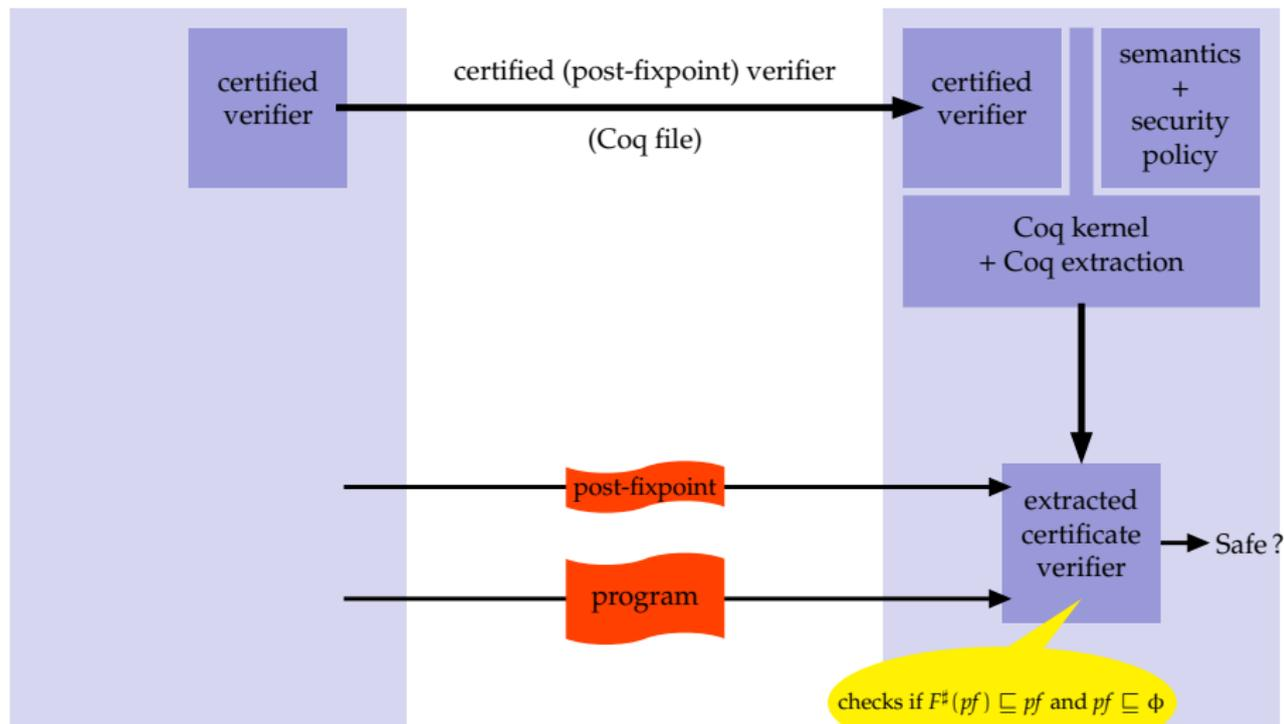 certified
verifier
certified (post-fixpoint) verifier
(Coq file)
certified
verifier
semantics
+
security
policy
Coq kernel
+ Coq extraction
post-fixpoint
program
extracted
certificate
verifier
Safe ?
checks if F♯(pf) ⊑ pf and pf ⊑ ϕ